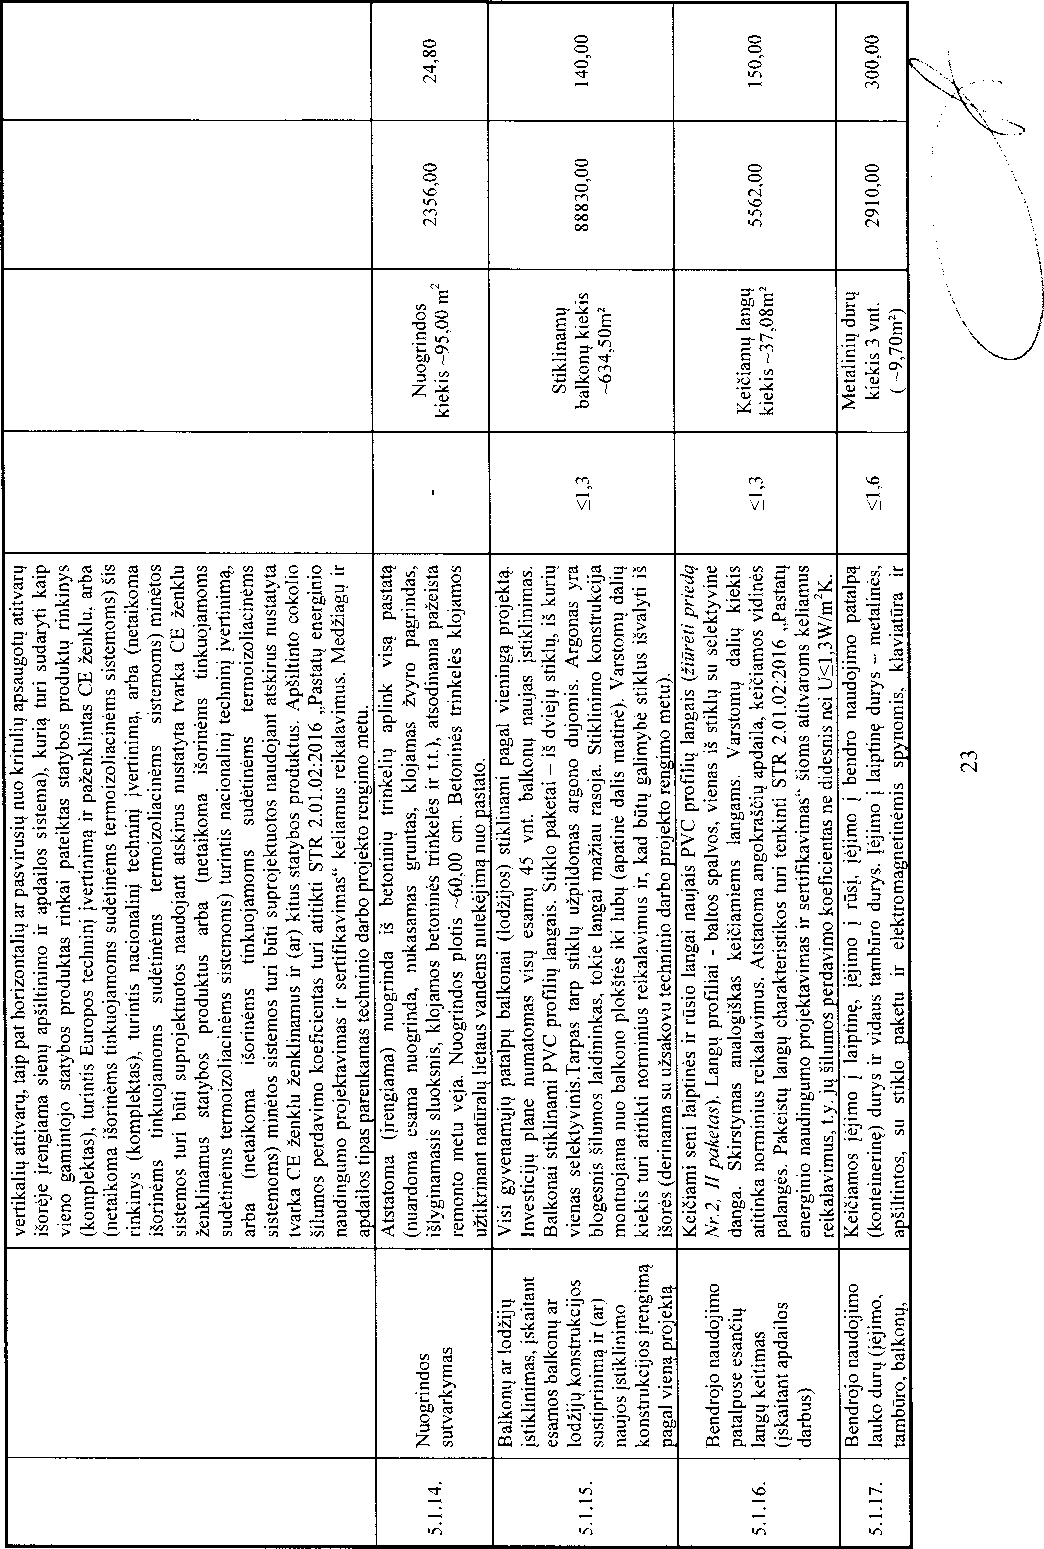 vertikalių atitvarų, taip pat horizontalių ar pasvirusių nuo kritulių apsaugotų atitvarų
išorėje įrengiama sienų apšiltinimo ir apdailos sistema), kurią turi sudaryti kaip
vieno gamintojo statybos produktas rinkai pateiktas statybos produktų rinkinys
(komplektas), turintis Europos techninį įvertinimą ir paženklintas CE ženklu, arba
(netaikoma išorinėms tinkuojamoms sudėtinėms termoizoliacinėms sistemoms) šis
rinkinys (komplektas), turintis nacionalinį techninį įvertinimą, arba (netaikoma
išorinėms tinkuojamoms sudėtinėms termoizoliacinėms sistemoms) minėtos
sistemos turi būti suprojektuotos naudojant atskirus nustatyta tvarka CE ženklu
ženklinamus statybos produktus arba (netaikoma išorinėms tinkuojamoms
sudėtinėms termoizoliacinėms sistemoms) turintis nacionalinį techninį įvertinimą,
arba (netaikoma išorinėms tinkuojamoms sudėtinėms termoizoliacinėms
sistemoms) minėtos sistemos turi būti suprojektuotos naudojant atskirus nustatyta
tvarka CE ženklu ženklinamus ir (ar) kitus statybos produktus. Apšiltinto cokolio
šilumos perdavimo koeficientas turi atitikti STR 2.01.02:2016 „Pastatų energinio
naudingumo projektavimas ir sertifikavimas“ keliamus reikalavimus. Medžiagų ir
apdailos tipas parenkamas techninio darbo projekto rengimo metu.
5.1.14.
Nuogrindos
sutvarkymas
Atstatoma (įrengiama) nuogrinda iš betoninių trinkelių aplink visą pastatą
(nuardoma esama nuogrinda, nukasamas gruntas, klojamas žvyro pagrindas,
išlyginamasis sluoksnis, klojamos betoninės trinkelės ir t.t.), atsodinama pažeista
remonto metu vėja. Nuogrindos plotis ~60,00 cm. Betoninės trinkelės klojamos
užtikrinant natūralų lietaus vandens nutekėjimą nuo pastato.
-
Nuogrindos
kiekis ~95,00 m²
2356,00
24,80
5.1.15.
Balkonų ar lodžijų
įstiklinimas, įskaitant
esamos balkonų ar
lodžijų konstrukcijos
sustiprinimą ir (ar)
naujos įstiklinimo
konstrukcijos įrengimą
pagal vieną projektą
Visi gyvenamųjų patalpų balkonai (lodžijos) stiklinami pagal vieningą projektą.
Investicijų plane numatomas visų esamų 45 vnt. balkonų naujas įstiklinimas.
Balkonai stiklinami PVC profilių langais. Stiklo paketai – iš dviejų stiklų, iš kurių
vienas selektyvinis.Tarpas tarp stiklų užpildomas argono dujomis. Argonas yra
blogesnis šilumos laidininkas, tokie langai mažiau rasoja. Stiklinimo konstrukcija
montuojama nuo balkono plokštės iki lubų (apatinė dalis matinė). Varstomų dalių
kiekis turi atitikti norminius reikalavimus ir, kad būtų galimybė stiklus išvalyti iš
išorės (derinama su užsakovu techninio darbo projekto rengimo metu).
≤1,3
Stiklinamų
balkonų kiekis
~634,50m²
88830,00
140,00
5.1.16.
Bendrojo naudojimo
patalpose esančių
langų keitimas
(įskaitant apdailos
darbus)
Keičiami seni laiptinės ir rūsio langai naujais PVC profilių langais (žiūrėti priedą
Nr.2, II paketas). Langų profiliai - baltos spalvos, vienas iš stiklų su selektyvine
danga. Skirstymas analogiškas keičiamiems langams. Varstomų dalių kiekis
atitinka norminius reikalavimus. Atstatoma angokraščių apdaila, keičiamos vidinės
palangės. Pakeistų langų charakteristikos turi tenkinti STR 2.01.02:2016 „Pastatų
energinio naudingumo projektavimas ir sertifikavimas“ šioms atitvaroms keliamus
reikalavimus, t.y. jų šilumos perdavimo koeficientas ne didesnis nei U≤1,3W/m²K.
≤1,3
Keičiamų langų
kiekis ~37,08m²
5562,00
150,00
5.1.17.
Bendrojo naudojimo
lauko durų (įėjimo,
tambūro, balkonų,
Keičiamos įėjimo į laiptinę, įėjimo į rūsį, įėjimo į bendro naudojimo patalpą
(konteinerinę) durys ir vidaus tambūro durys. Įėjimo į laiptinę durys – metalinės,
apšiltintos, su stiklo paketu ir elektromagnetinėmis spynomis, klaviatūra ir
≤1,6
Metalinių durų
kiekis 3 vnt.
( ~9,70m²)
2910,00
300,00
23